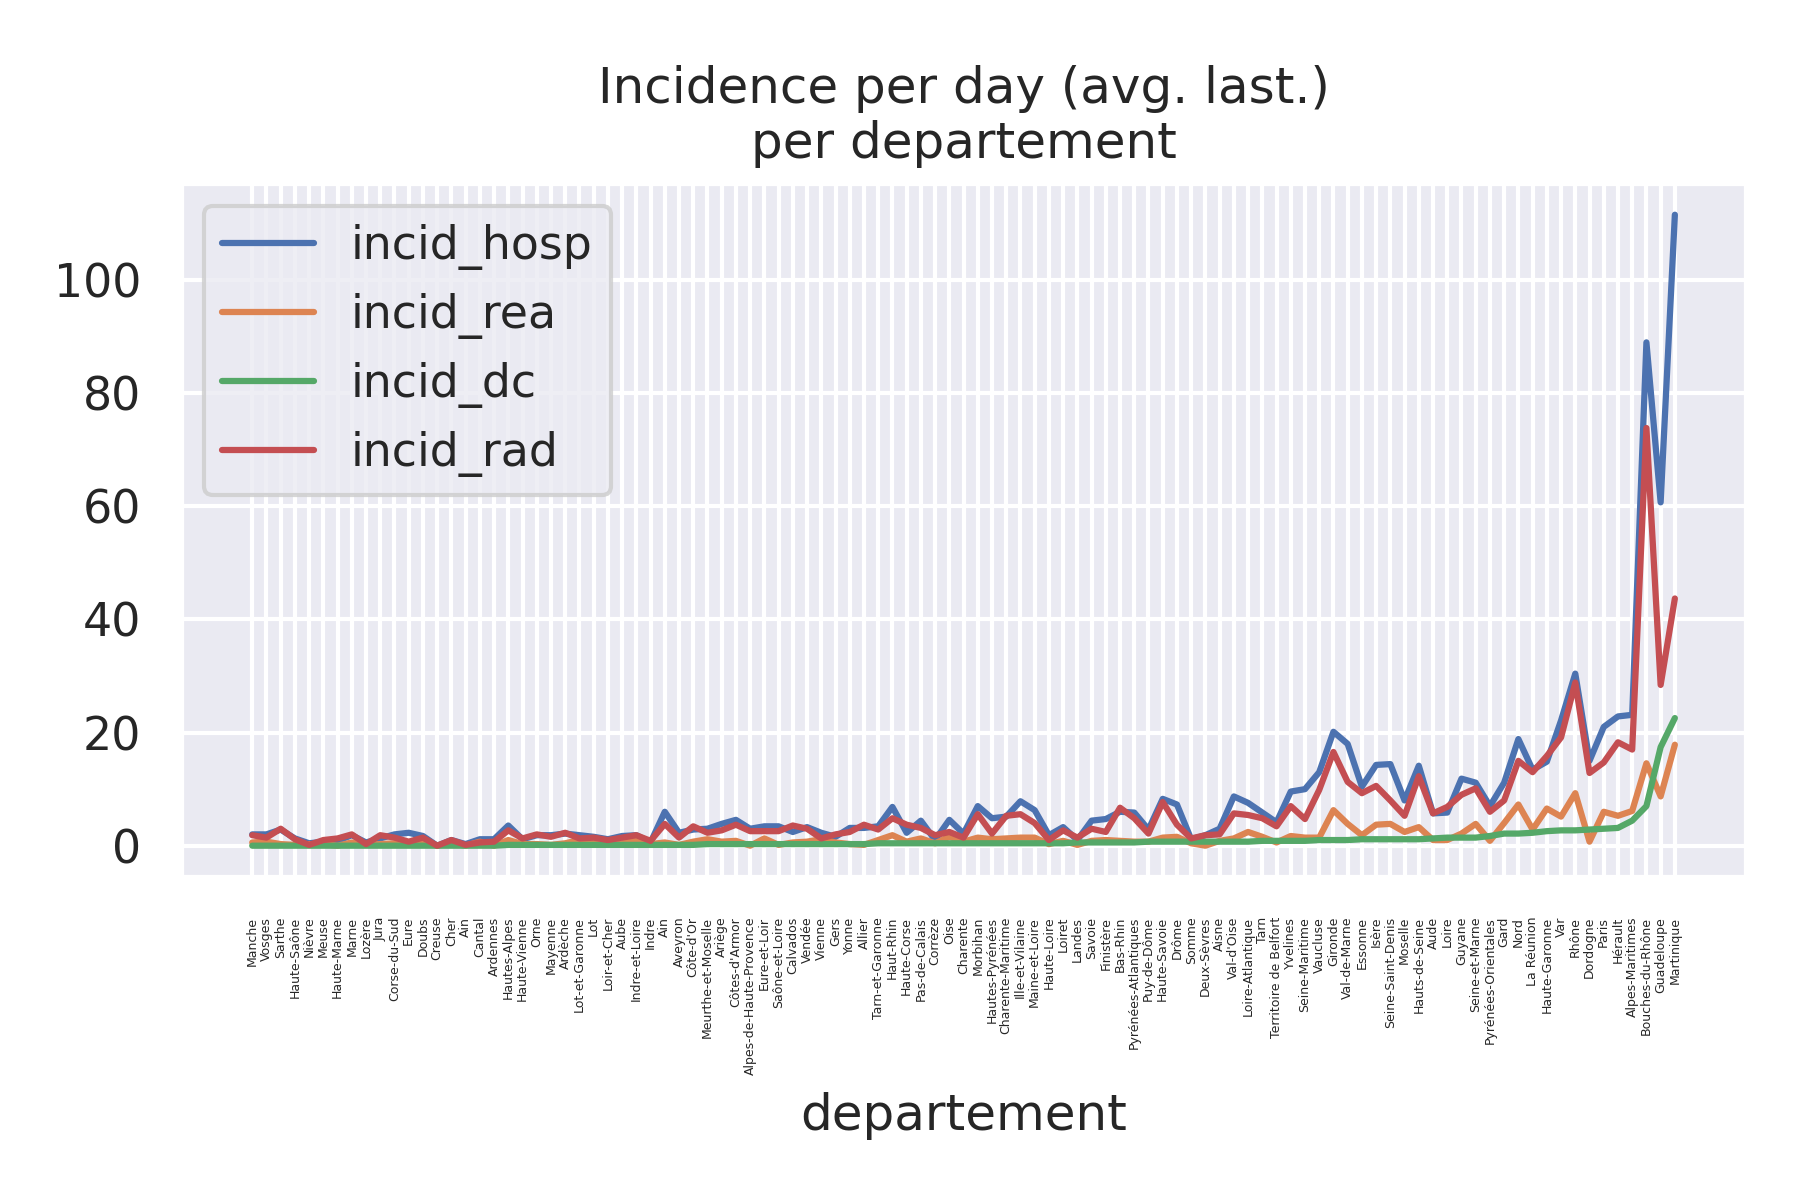 Incidence per day (avg. last.)
per departement
incid_hosp
incid_rea
incid_dc
incid_rad
100
80
60
40
20
0
Manche
Vosges
Sarthe
Haute-Saône
Nièvre
Meuse
Haute-Marne
Marne
Lozère
Jura
Corse-du-Sud
Eure
Doubs
Creuse
Cher
Ain
Cantal
Ardennes
Hautes-Alpes
Haute-Vienne
Orne
Mayenne
Ardèche
Lot-et-Garonne
Lot
Loir-et-Cher
Aube
Indre-et-Loire
Indre
Ain
Aveyron
Côte-d'Or
Meurthe-et-Moselle
Ariège
Côtes-d'Armor
Alpes-de-Haute-Provence
Eure-et-Loir
Saône-et-Loire
Calvados
Vendée
Vienne
Gers
Yonne
Allier
Tarn-et-Garonne
Haut-Rhin
Haute-Corse
Pas-de-Calais
Corrèze
Oise
Charente
Morbihan
Hautes-Pyrénées
Charente-Maritime
Ille-et-Vilaine
Maine-et-Loire
Haute-Loire
Loiret
Landes
Savoie
Finistère
Bas-Rhin
Pyrénées-Atlantiques
Puy-de-Dôme
Haute-Savoie
Drôme
Somme
Deux-Sèvres
Aisne
Val-d'Oise
Loire-Atlantique
Tarn
Territoire de Belfort
Yvelines
Seine-Maritime
Vaucluse
Gironde
Val-de-Marne
Essonne
Isère
Seine-Saint-Denis
Moselle
Hauts-de-Seine
Aude
Loire
Guyane
Seine-et-Marne
Pyrénées-Orientales
Gard
Nord
La Réunion
Haute-Garonne
Var
Rhône
Dordogne
Paris
Hérault
Alpes-Maritimes
Bouches-du-Rhône
Guadeloupe
Martinique
departement